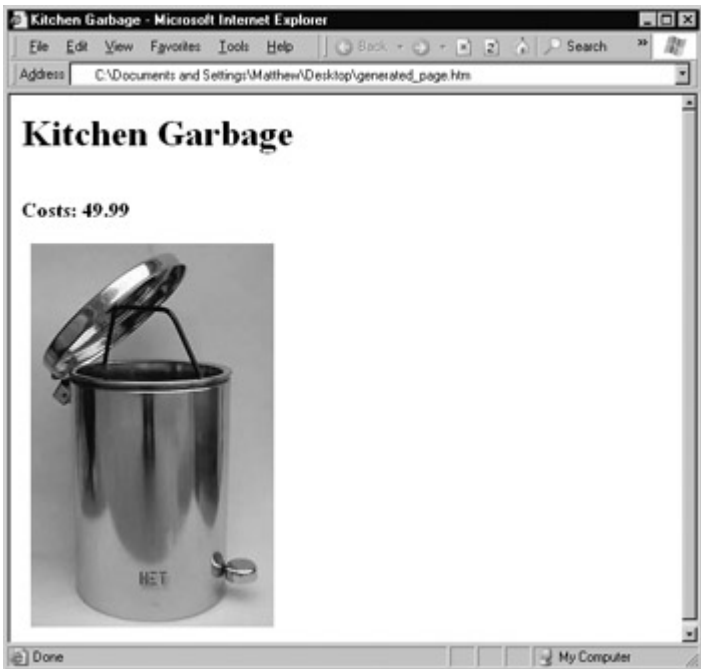 Kitchen Garbage - Microsoft Internet Explorer
File Edit View Favorites Tools Help Back Search »
Address C:\Documents and Settings\Matthew\Desktop\generated_page.htm
Kitchen Garbage
Costs: 49.99
HET
Done My Computer